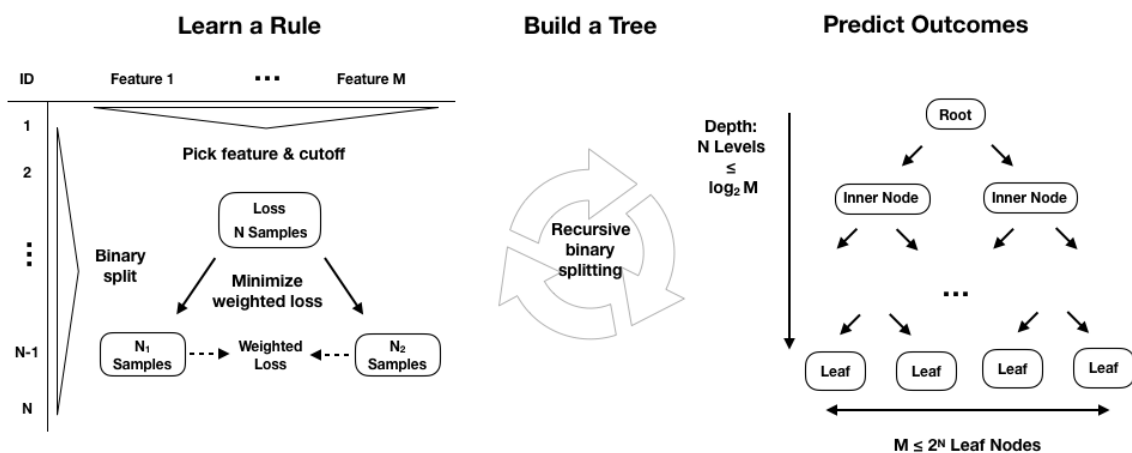 Learn a Rule
Build a Tree
Predict Outcomes
ID
Feature 1
...
Feature M
1
2
⋮
N-1
N
Pick feature & cutoff
Loss
N Samples
Binary
split
Minimize
weighted loss
N₁
Samples
Weighted
Loss
N₂
Samples
Recursive
binary
splitting
Depth:
N Levels
≤
log₂ M
Root
Inner Node
Inner Node
...
Leaf
Leaf
Leaf
Leaf
M ≤ 2ᴺ Leaf Nodes